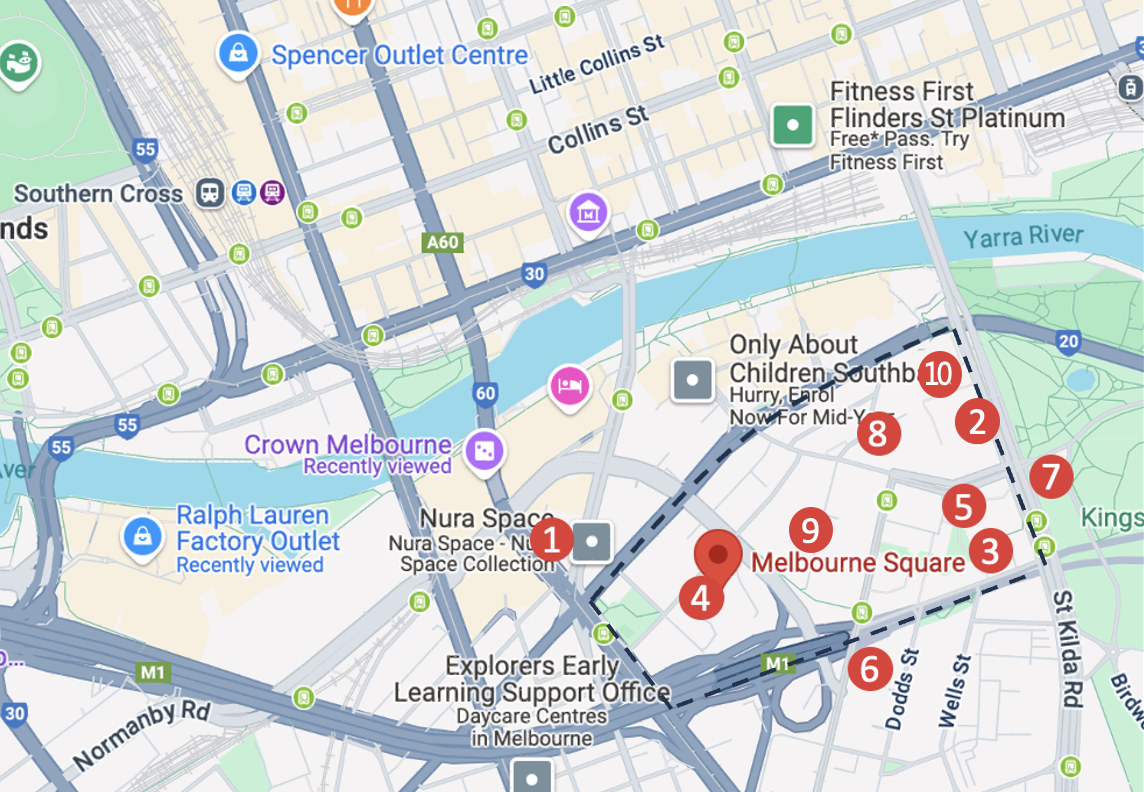 Spencer Outlet Centre
Little Collins St
Collins St
Fitness First
Flinders St Platinum
Free* Pass. Try
Fitness First
55
Southern Cross
nds
A60
30
Yarra River
20
Only About
Children Southb
Hurry, Enrol
Now For Mid-Y
10
2
8
60
55
55
Crown Melbourne
Recently viewed
7
Ralph Lauren
Factory Outlet
Recently viewed
Nura Space
Nura Space - Nu
Space Collection
1
5
Kings
9
3
Melbourne Square
4
St Kilda Rd
Explorers Early
Learning Support Office
Daycare Centres
in Melbourne
M1
M1
6
Dodds St
Wells St
Birdw
30
Normanby Rd